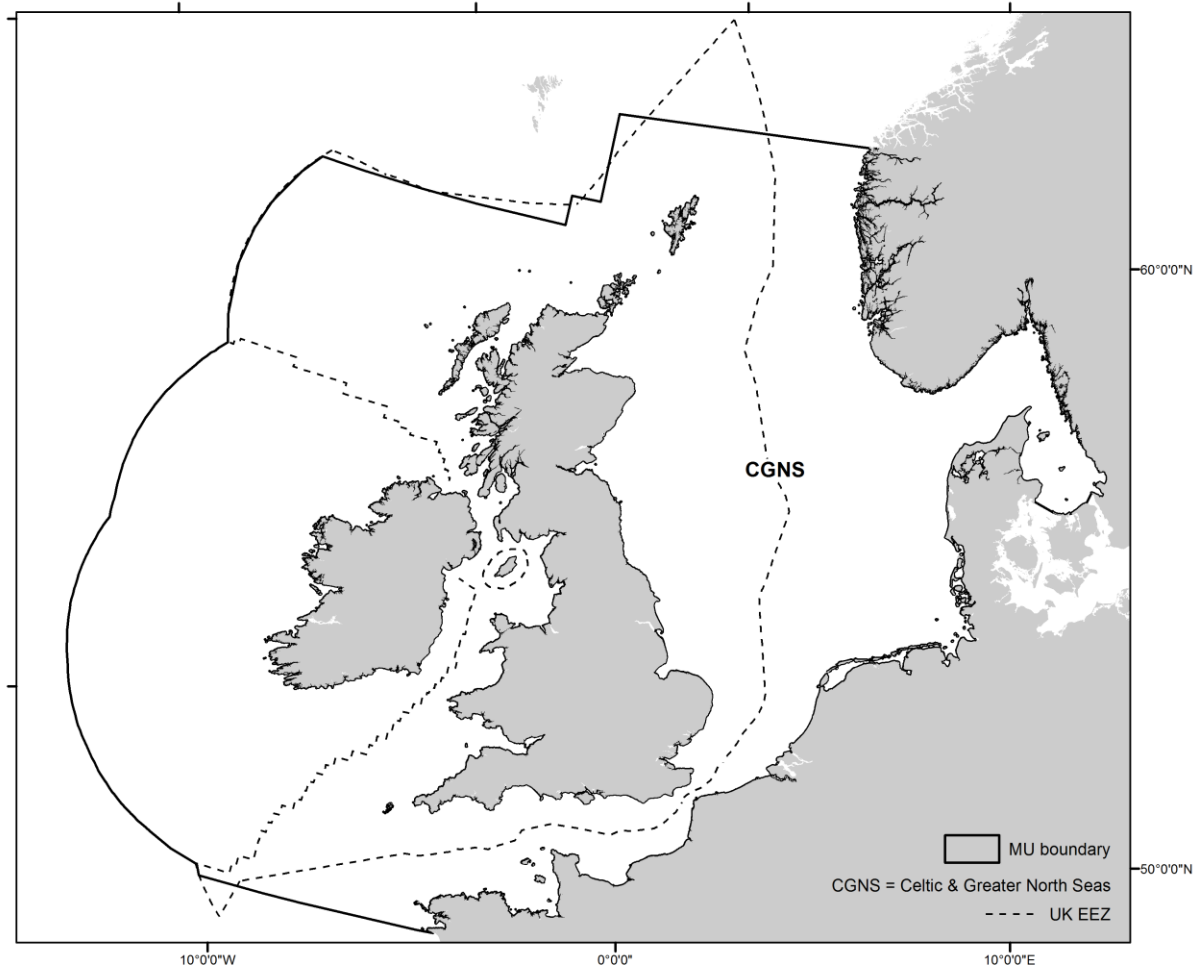 60°0'0"N
CGNS
MU boundary
CGNS = Celtic & Greater North Seas
50°0'0"N
UK EEZ
10°0'0"W
0°0'0"
10°0'0"E